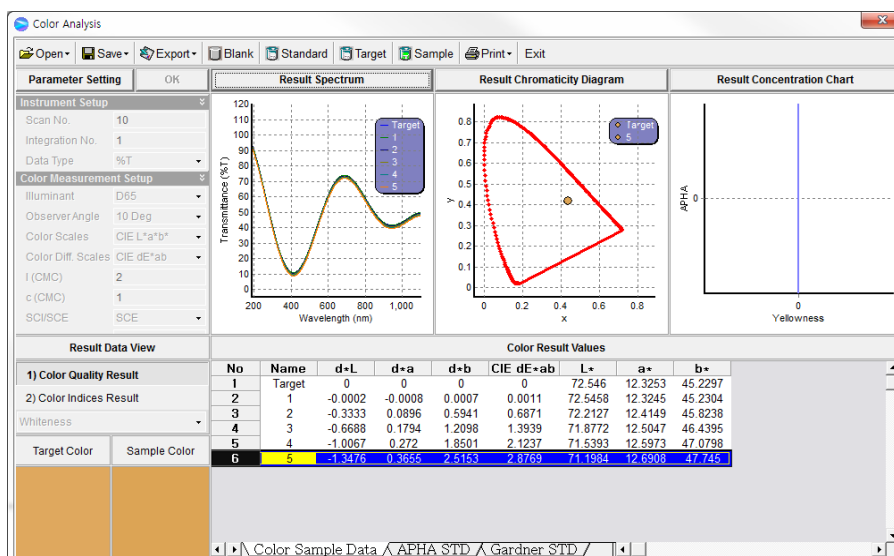 Color Analysis
Open Save Export Blank Standard Target Sample Print Exit
Parameter Setting OK Result Spectrum Result Chromaticity Diagram Result Concentration Chart
Instrument Setup
Scan No. 10
Integration No. 1
Data Type %T
Color Measurement Setup
Illuminant D65
Observer Angle 10 Deg
Color Scales CIE L*a*b*
Color Diff. Scales CIE dE*ab
l (CMC) 2
c (CMC) 1
SCI/SCE SCE
120
110
100
90
80
70
60
50
40
30
20
10
0
Transmittance (%T)
200 400 600 800 1,000
Wavelength (nm)
Target
1
2
3
4
5
0.8
0.7
0.6
0.5
0.4
0.3
0.2
0.1
0
y
0 0.2 0.4 0.6 0.8
x
Target
5
APHA
0
0
Yellowness
Result Data View Color Result Values
1) Color Quality Result
2) Color Indices Result
Whiteness
Target Color Sample Color
No Name d*L d*a d*b CIE dE*ab L* a* b*
1 Target 0 0 0 0 72.546 12.3253 45.2297
2 1 -0.0002 -0.0008 0.0007 0.0011 72.5458 12.3245 45.2304
3 2 -0.3333 0.0896 0.5941 0.6871 72.2127 12.4149 45.8238
4 3 -0.6688 0.1794 1.2098 1.3939 71.8772 12.5047 46.4395
5 4 -1.0067 0.272 1.8501 2.1237 71.5393 12.5973 47.0798
6 5 -1.3476 0.3655 2.5153 2.8769 71.1984 12.6908 47.745
Color Sample Data APHA STD Gardner STD